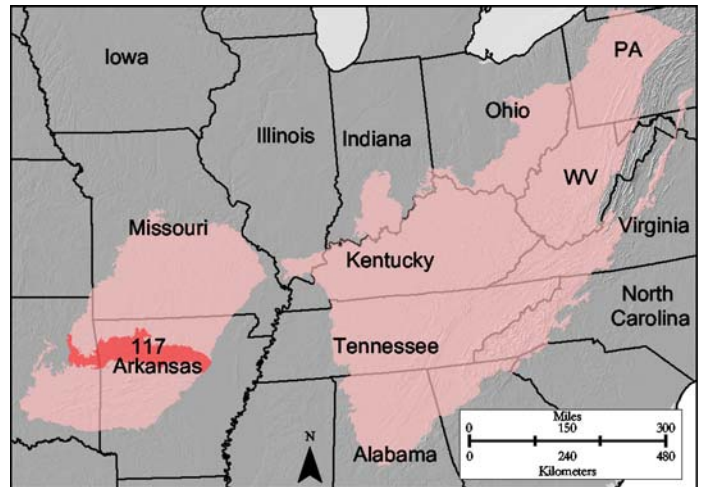 Iowa
PA
Ohio
Illinois
Indiana
WV
Missouri
Virginia
Kentucky
North
Carolina
117
Tennessee
Arkansas
Alabama
N
Miles
0 150 300
0 240 480
Kilometers